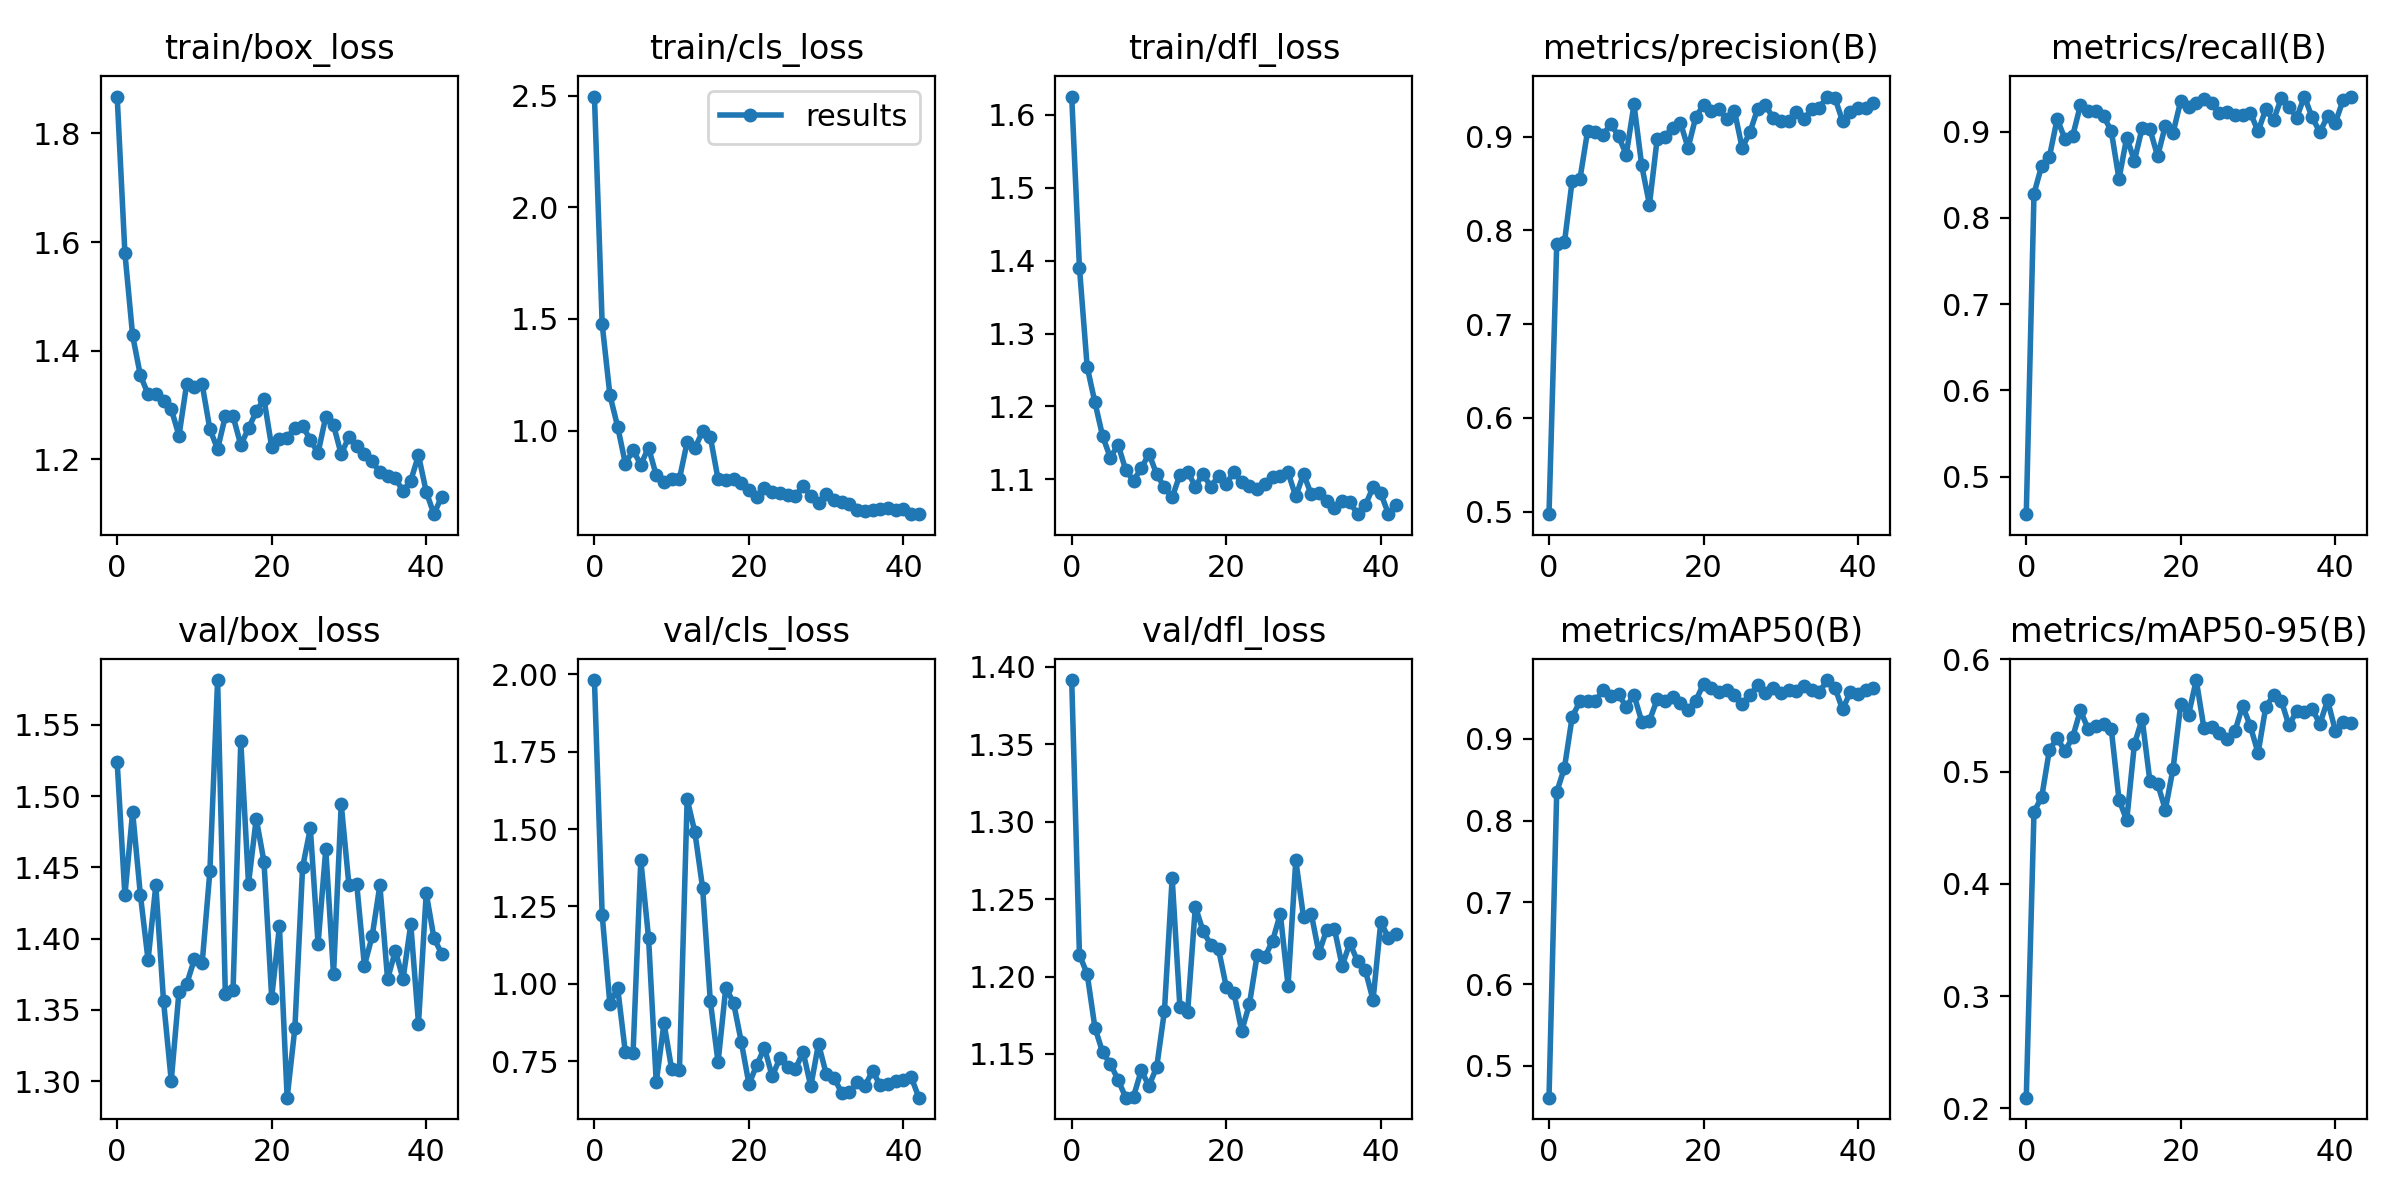 train/box_loss
1.8
1.6
1.4
1.2
0 20 40
train/cls_loss
results
2.5
2.0
1.5
1.0
0 20 40
train/dfl_loss
1.6
1.5
1.4
1.3
1.2
1.1
0 20 40
metrics/precision(B)
0.9
0.8
0.7
0.6
0.5
0 20 40
metrics/recall(B)
0.9
0.8
0.7
0.6
0.5
0 20 40
val/box_loss
1.55
1.50
1.45
1.40
1.35
1.30
0 20 40
val/cls_loss
2.00
1.75
1.50
1.25
1.00
0.75
0 20 40
val/dfl_loss
1.40
1.35
1.30
1.25
1.20
1.15
0 20 40
metrics/mAP50(B)
0.9
0.8
0.7
0.6
0.5
0 20 40
metrics/mAP50-95(B)
0.6
0.5
0.4
0.3
0.2
0 20 40